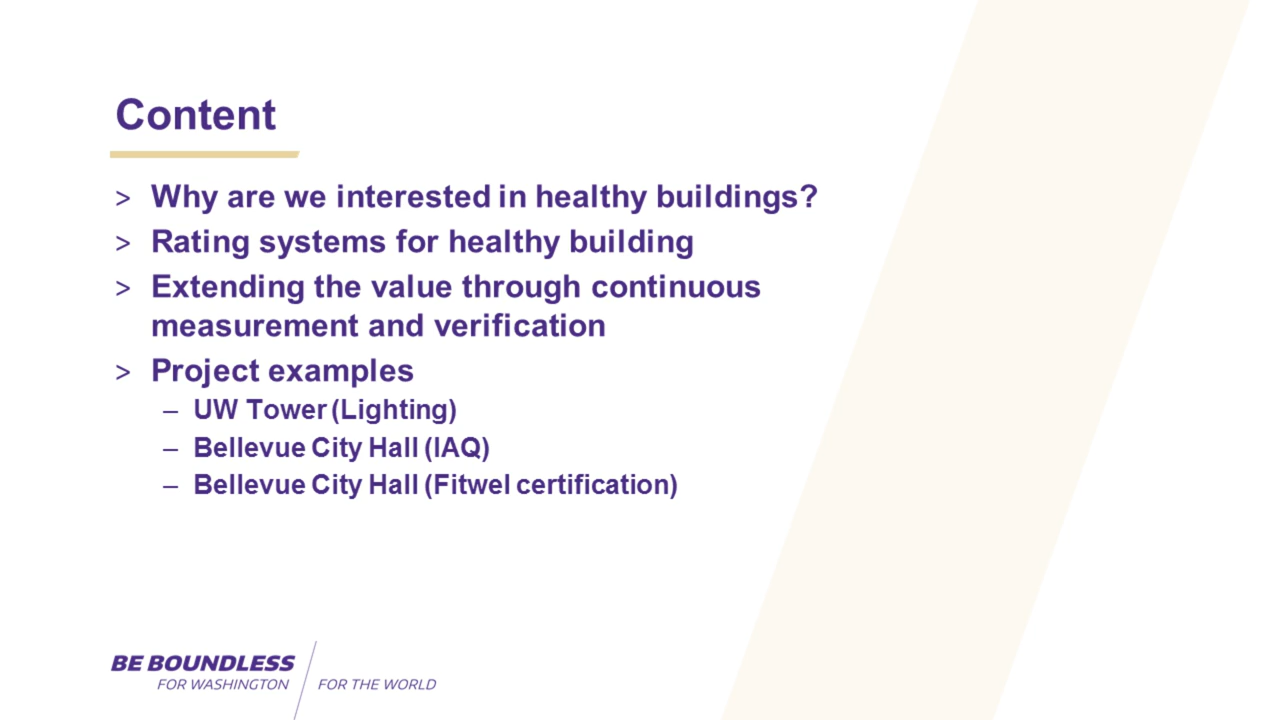 Content
> Why are we interested in healthy buildings?
> Rating systems for healthy building
> Extending the value through continuous
measurement and verification
> Project examples
– UW Tower (Lighting)
– Bellevue City Hall (IAQ)
– Bellevue City Hall (Fitwel certification)
BE BOUNDLESS
FOR WASHINGTON FOR THE WORLD